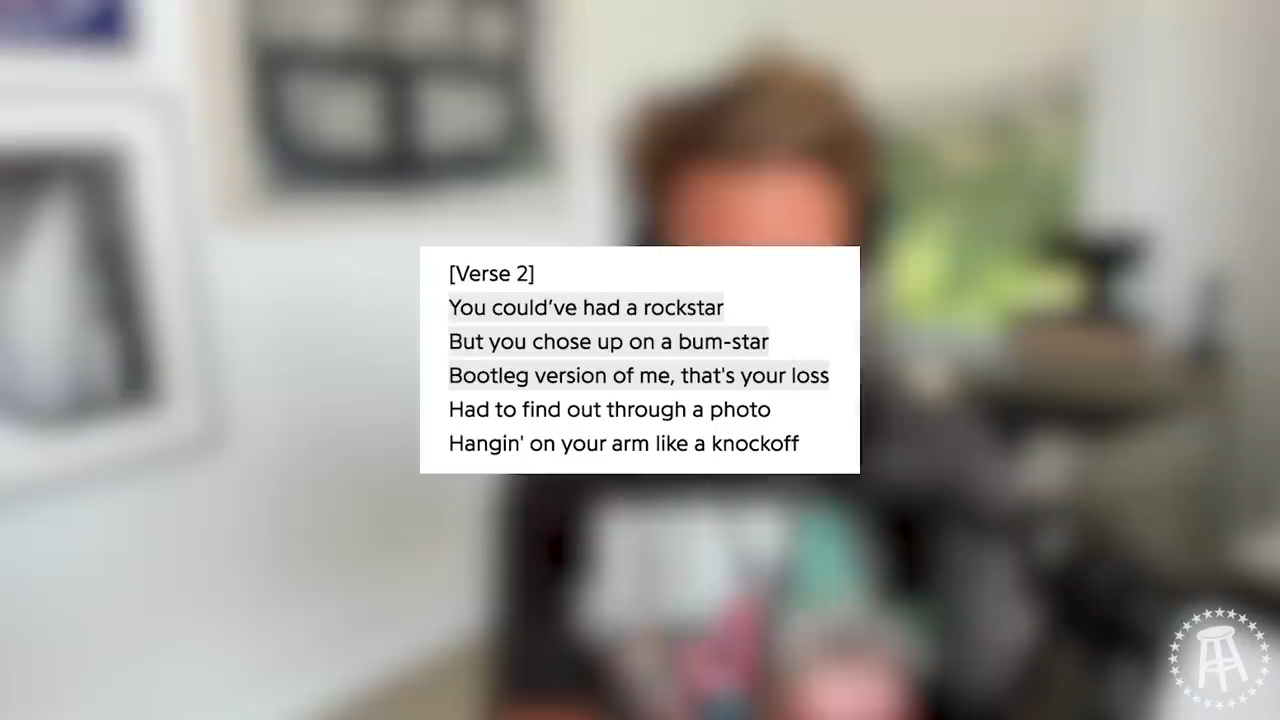 [Verse 2]
You could’ve had a rockstar
But you chose up on a bum-star
Bootleg version of me, that's your loss
Had to find out through a photo
Hangin' on your arm like a knockoff